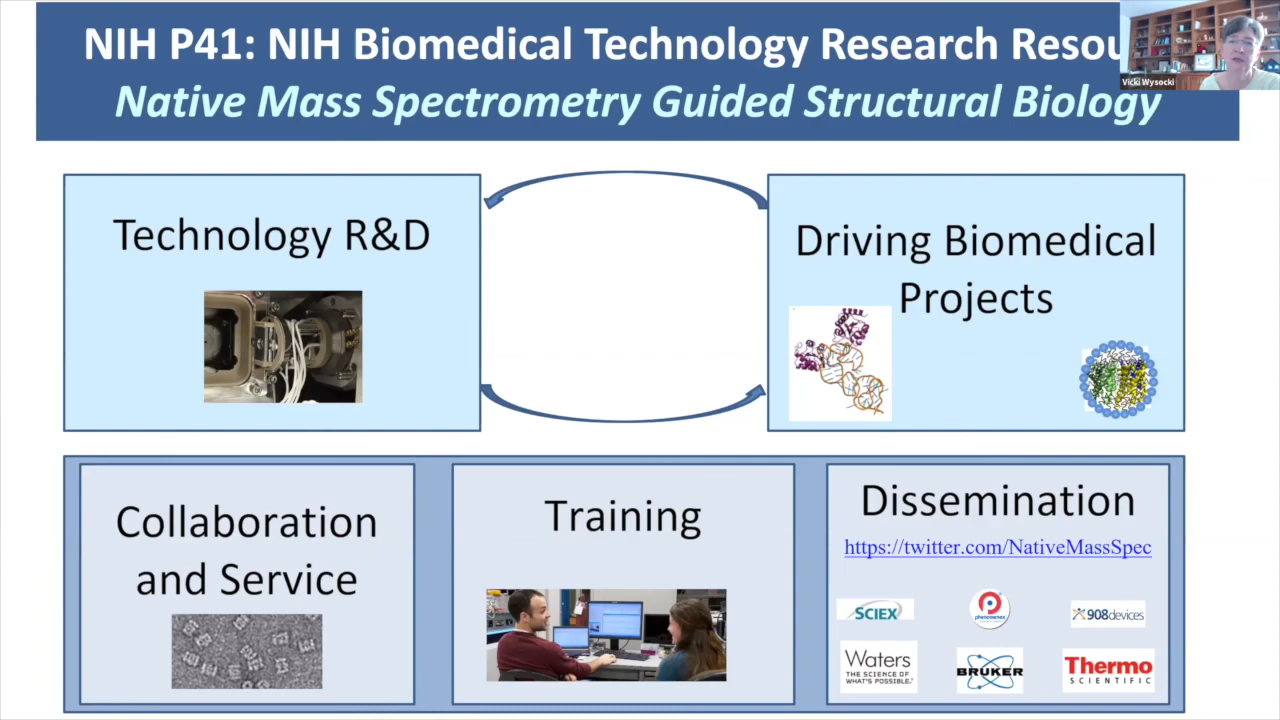 NIH P41: NIH Biomedical Technology Research Resou
Native Mass Spectrometry Guided Structural Biology
Vicki Wysocki
Technology R&D
Driving Biomedical
Projects
Collaboration
and Service
Training
Dissemination
https://twitter.com/NativeMassSpec
SCIEX
phenomenex
908devices
Waters
THE SCIENCE OF
WHAT'S POSSIBLE.™
BRUKER
Thermo
SCIENTIFIC